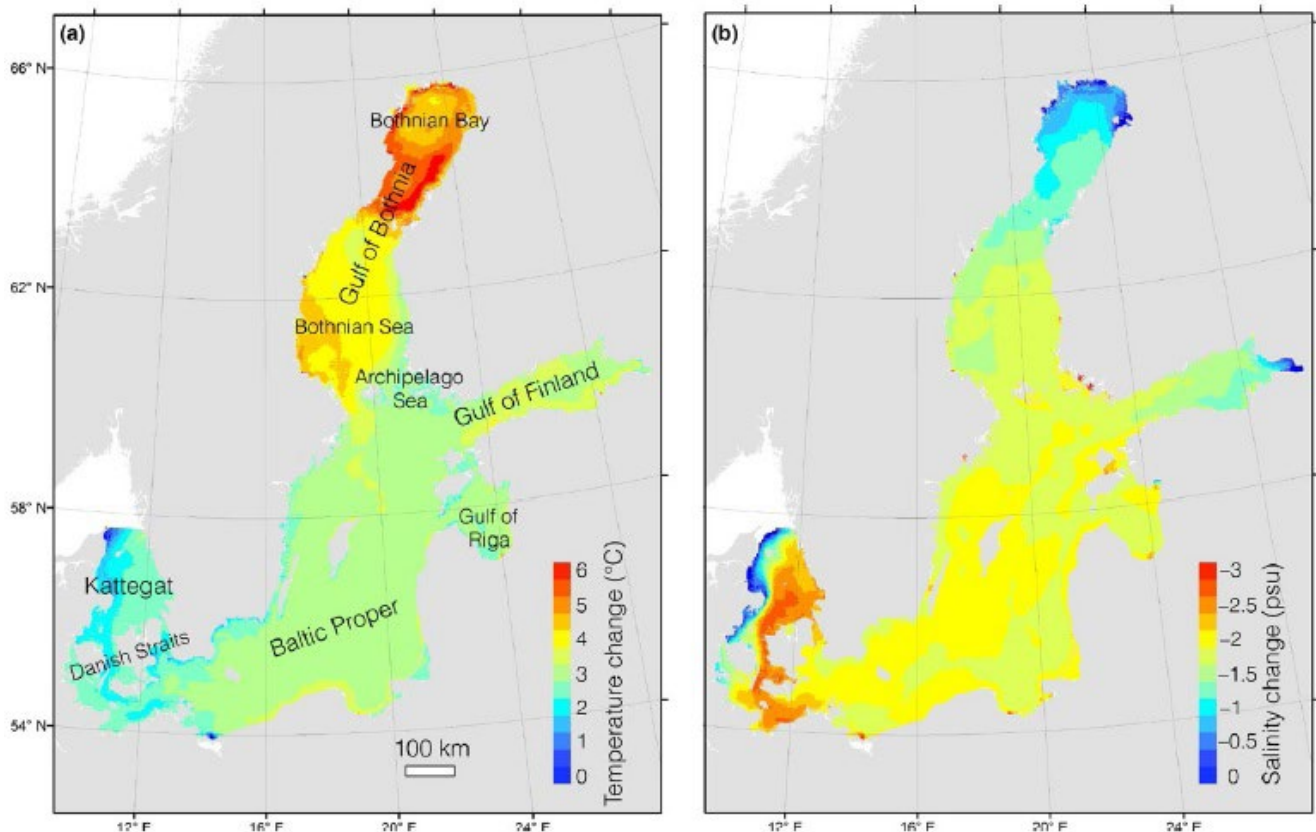 (a)
66° N
62° N
58° N
54° N
12° E
16° E
20° E
24° E
Bothnian Bay
Gulf of Bothnia
Bothnian Sea
Archipelago
Sea
Gulf of Finland
Gulf of
Riga
Kattegat
Danish Straits
Baltic Proper
100 km
6
5
4
3
2
1
0
Temperature change (°C)
(b)
12° E
16° E
20° E
24° E
–3
–2.5
–2
–1.5
–1
–0.5
0
Salinity change (psu)